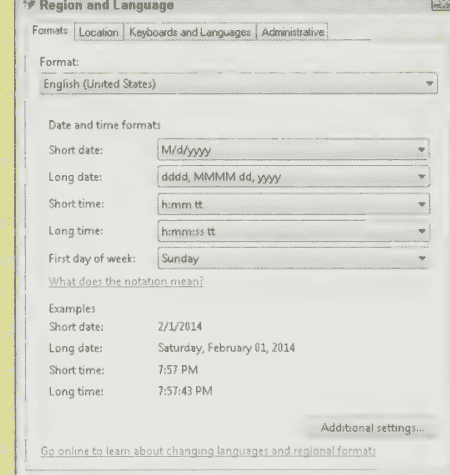 Region and Language
Formats Location Keyboards and Languages Administrative
Format:
English (United States)
Date and time formats
Short date: M/d/yyyy
Long date: dddd, MMMM dd, yyyy
Short time: h:mm tt
Long time: h:mm:ss tt
First day of week: Sunday
What does the notation mean?
Examples
Short date: 2/1/2014
Long date: Saturday, February 01, 2014
Short time: 7:57 PM
Long time: 7:57:43 PM
Additional settings...
Go online to learn about changing languages and regional formats